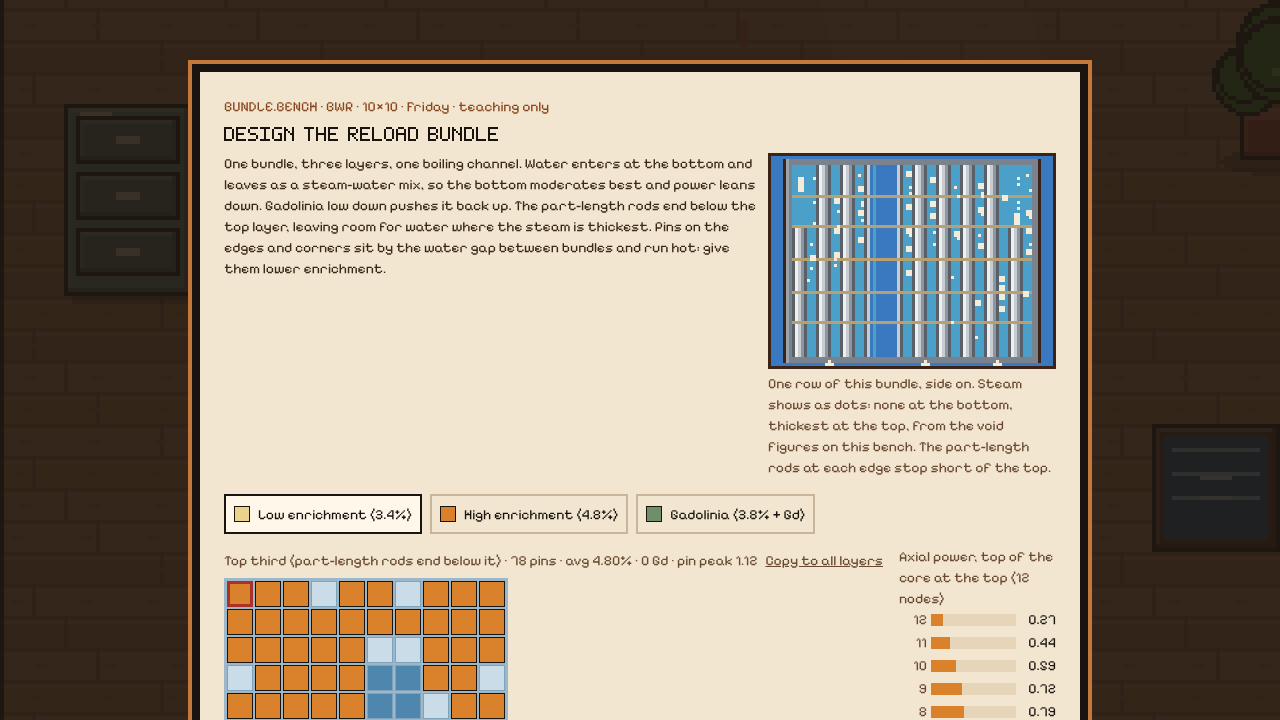 BUNDLE.BENCH · BWR · 10×10 · Friday · teaching only
DESIGN THE RELOAD BUNDLE
One bundle, three layers, one boiling channel. Water enters at the bottom and
leaves as a steam-water mix, so the bottom moderates best and power leans
down. Gadolinia low down pushes it back up. The part-length rods end below the
top layer, leaving room for water where the steam is thickest. Pins on the
edges and corners sit by the water gap between bundles and run hot: give
them lower enrichment.
One row of this bundle, side on. Steam
shows as dots: none at the bottom,
thickest at the top, from the void
figures on this bench. The part-length
rods at each edge stop short of the top.
Low enrichment (3.4%)
High enrichment (4.8%)
Gadolinia (3.8% + Gd)
Top third (part-length rods end below it) · 78 pins · avg 4.80% · 0 Gd · pin peak 1.12 Copy to all layers
Axial power, top of the
core at the top (12
nodes)
12 0.27
11 0.44
10 0.59
9 0.72
8 0.79